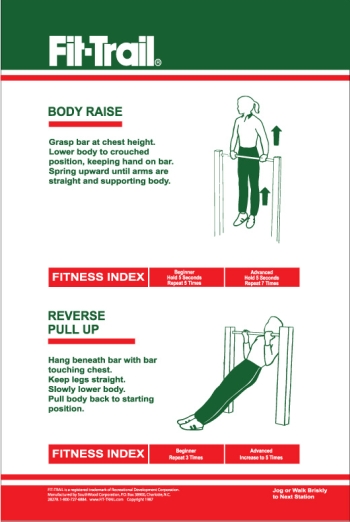 Fit-Trail®
BODY RAISE
Grasp bar at chest height.
Lower body to crouched
position, keeping hand on bar.
Spring upward until arms are
straight and supporting body.
FITNESS INDEX
Beginner
Hold 5 Seconds
Repeat 5 Times
Advanced
Hold 5 Seconds
Repeat 7 Times
REVERSE
PULL UP
Hang beneath bar with bar
touching chest.
Keep legs straight.
Slowly lower body.
Pull body back to starting
position.
FITNESS INDEX
Beginner
Repeat 3 Times
Advanced
Increase to 5 Times
FIT-TRAIL is a registered trademark of Recreational Development Corporation.
Manufactured by SouthWood Corporation, P.O. Box Charlotte, N.C.
28278. 1-800-727-6884. www.FIT-TRAIL.com Copyright
Jog or Walk Briskly
to Next Station